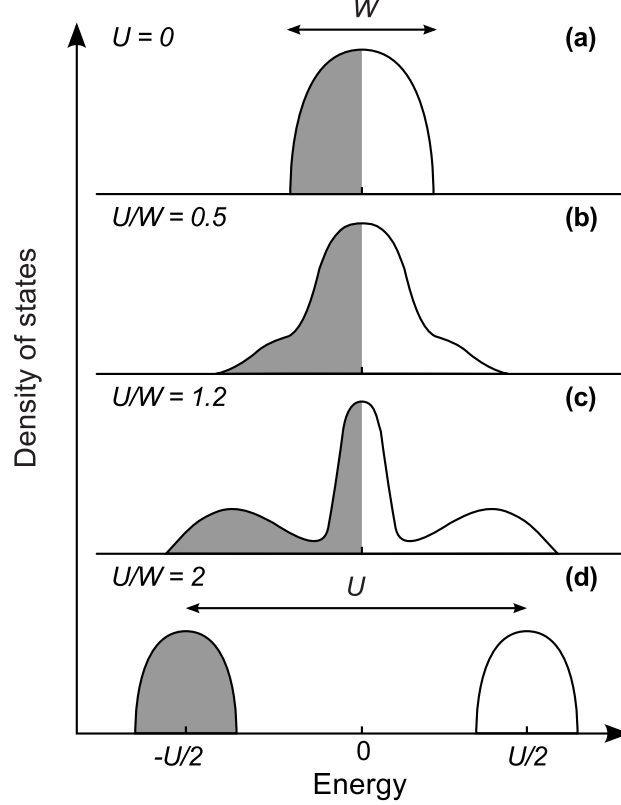 W
U = 0
(a)
U/W = 0.5
(b)
U/W = 1.2
(c)
U/W = 2
(d)
U
Density of states
-U/2
0
U/2
Energy